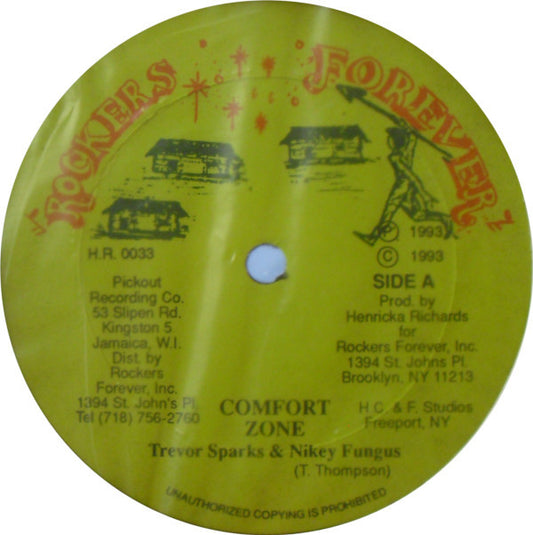 ROCKERS FOREVER
H.R. 0033
Pickout
Recording Co.
53 Slipen Rd.
Kingston 5
Jamaica, W.I.
Dist. by
Rockers
Forever, Inc.
1394 St. John's Pl.
Tel (718) 756-2760
Ⓟ 1993
© 1993
SIDE A
Prod. by
Henricka Richards
for
Rockers Forever, Inc.
1394 St. Johns Pl.
Brooklyn, NY 11213
H.C. & F. Studios
Freeport, NY
COMFORT
ZONE
Trevor Sparks & Nikey Fungus
(T. Thompson)
UNAUTHORIZED COPYING IS PROHIBITED